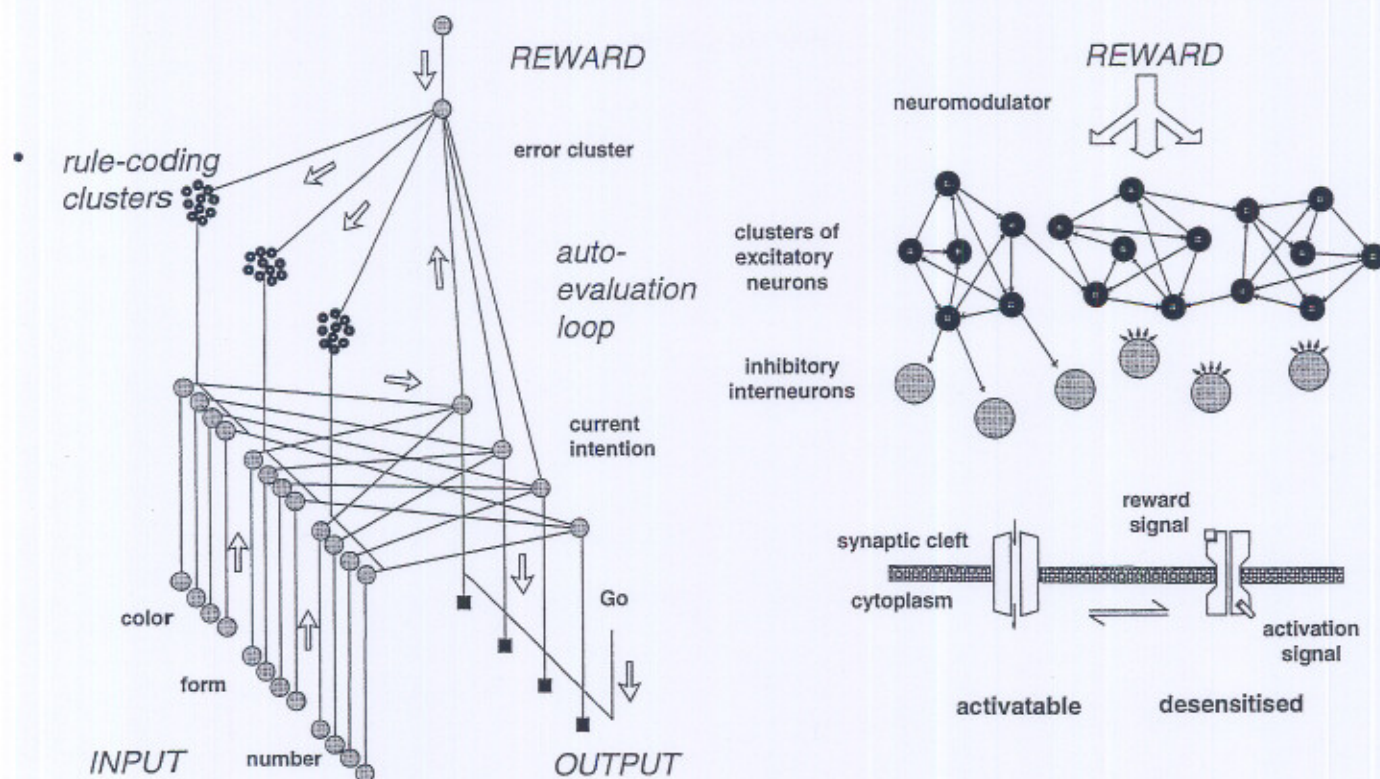 REWARD
error cluster
rule-coding
clusters
auto-
evaluation
loop
current
intention
Go
color
form
number
INPUT
OUTPUT
REWARD
neuromodulator
clusters of
excitatory
neurons
inhibitory
interneurons
reward
signal
synaptic cleft
cytoplasm
activation
signal
activatable
desensitised